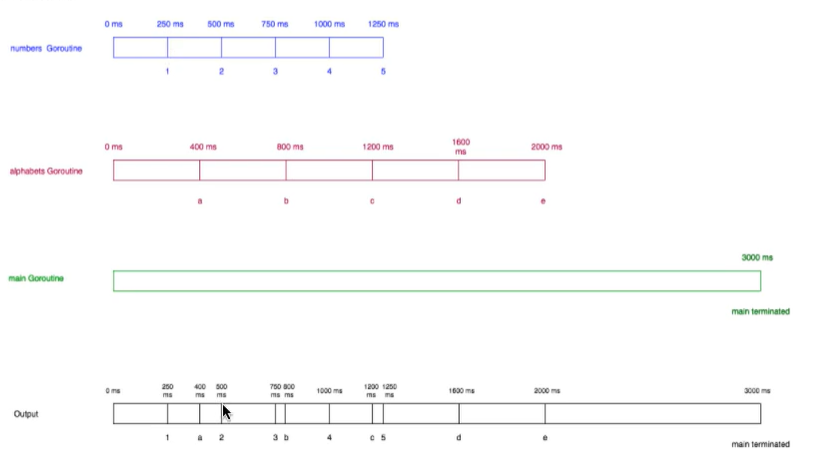 0 ms 250 ms 500 ms 750 ms 1000 ms 1250 ms
numbers Goroutine
1 2 3 4 5
0 ms 400 ms 800 ms 1200 ms 1600 ms 2000 ms
alphabets Goroutine
a b c d e
3000 ms
main Goroutine
main terminated
0 ms 250 ms 400 ms 500 ms 750 ms 800 ms 1000 ms 1200 ms 1250 ms 1600 ms 2000 ms 3000 ms
Output
1 a 2 3 b 4 c 5 d e main terminated